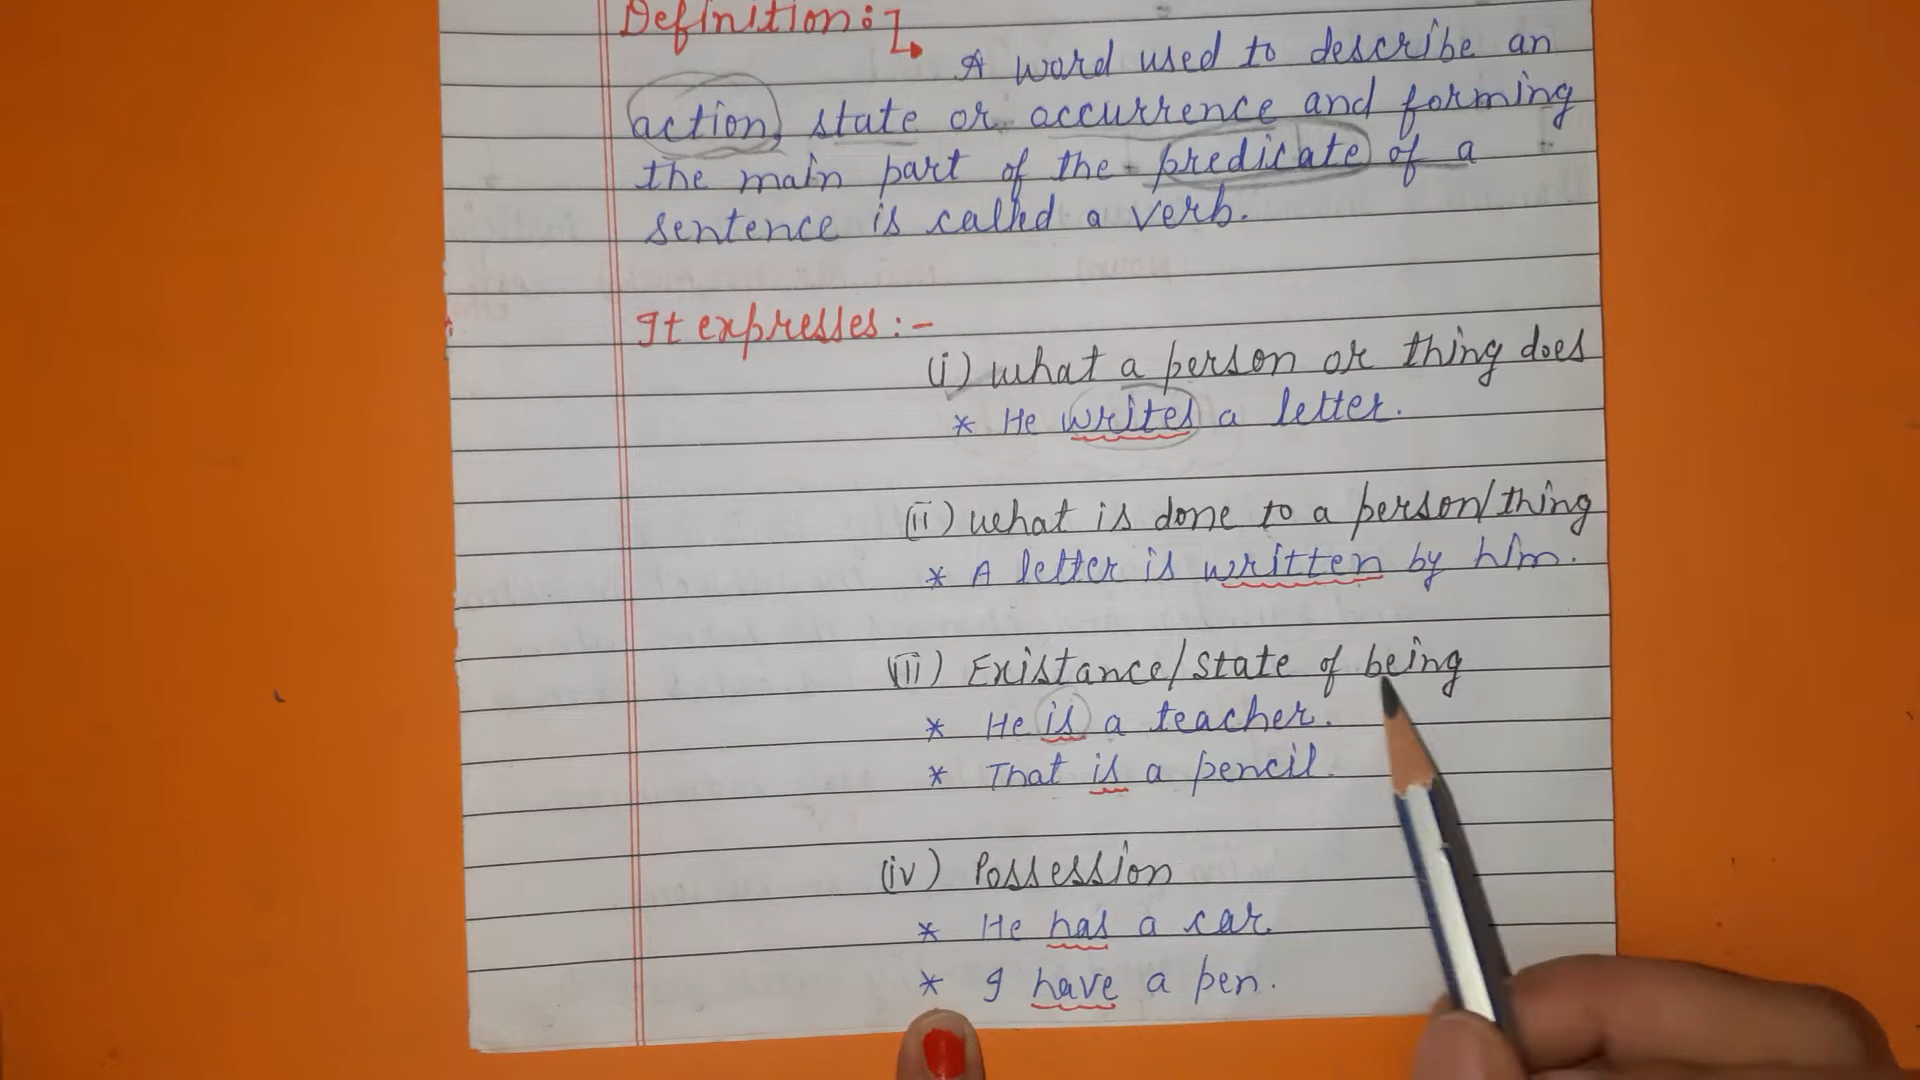 Definition:
A word used to describe an
action, state or occurrence and forming
the main part of the predicate of a
sentence is called a verb.
It expresses:-
(i) what a person or thing does
* He writes a letter.
(ii) what is done to a person/thing
* A letter is written by him.
(iii) Existance/state of being
* He is a teacher.
* That is a pencil.
(iv) Possession
* He has a car.
* I have a pen.